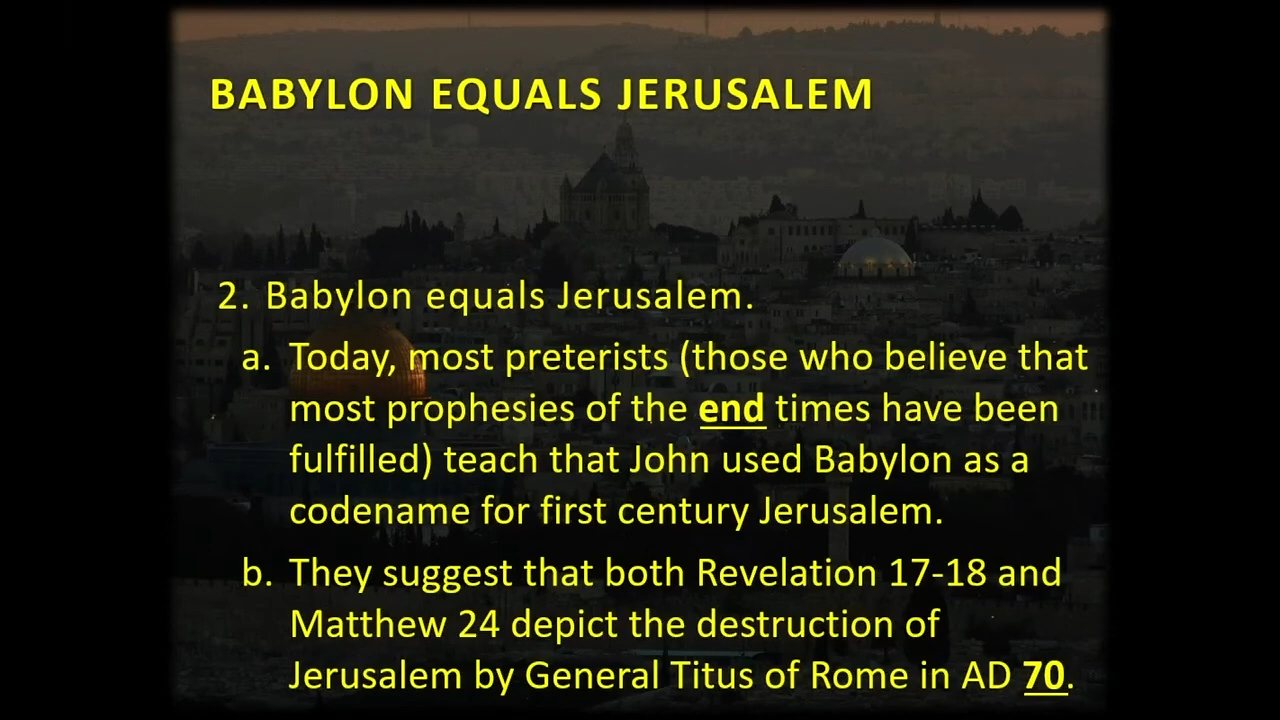 BABYLON EQUALS JERUSALEM
2. Babylon equals Jerusalem.
a. Today, most preterists (those who believe that
most prophesies of the end times have been
fulfilled) teach that John used Babylon as a
codename for first century Jerusalem.
b. They suggest that both Revelation 17-18 and
Matthew 24 depict the destruction of
Jerusalem by General Titus of Rome in AD 70.